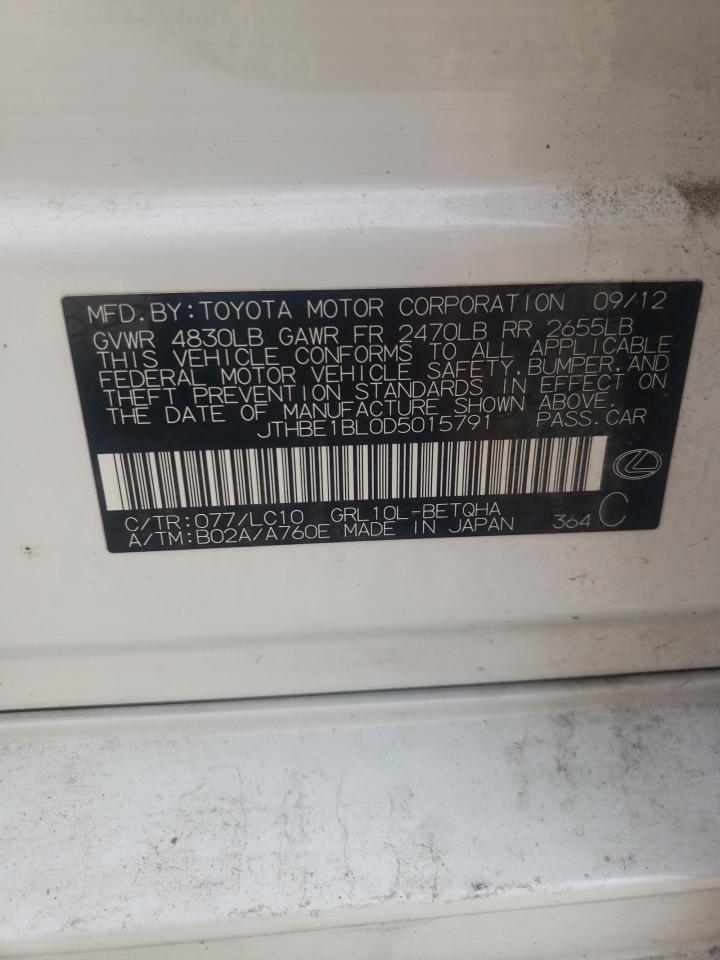 MFD.BY:TOYOTA MOTOR CORPORATION 09/12
GVWR 4830LB GAWR FR 2470LB RR 2655LB
THIS VEHICLE CONFORMS TO ALL APPLICABLE
FEDERAL MOTOR VEHICLE SAFETY,BUMPER,AND
THEFT PREVENTION STANDARDS IN EFFECT ON
THE DATE OF MANUFACTURE SHOWN ABOVE.
JTHBE1BL0D5015791 PASS.CAR
C/TR:077/LC10 GRL10L-BETQHA
A/TM:B02A/A760E MADE IN JAPAN 364 C